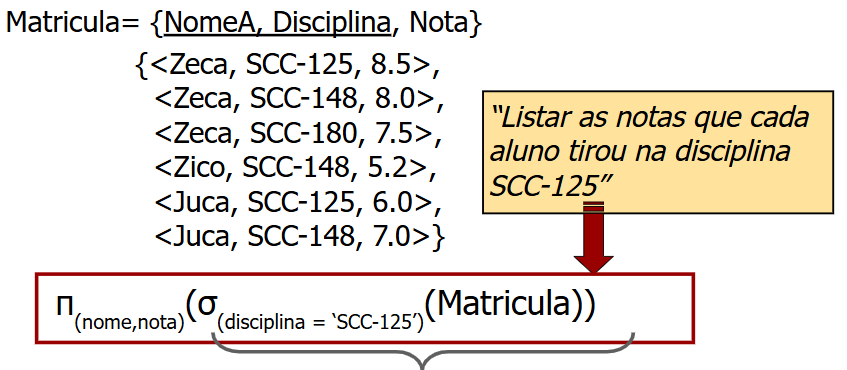 Matricula= {NomeA, Disciplina, Nota}
{<Zeca, SCC-125, 8.5>,
<Zeca, SCC-148, 8.0>,
<Zeca, SCC-180, 7.5>,
<Zico, SCC-148, 5.2>,
<Juca, SCC-125, 6.0>,
<Juca, SCC-148, 7.0>}
“Listar as notas que cada
aluno tirou na disciplina
SCC-125”
π(nome,nota)(σ(disciplina = ‘SCC-125’)(Matricula))